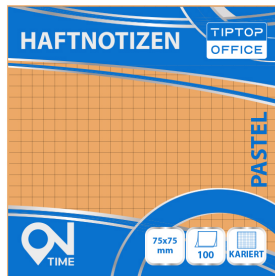 HAFTNOTIZEN
TIPTOP
OFFICE
PASTEL
ON
TIME
75x75
mm
100
KARIERT